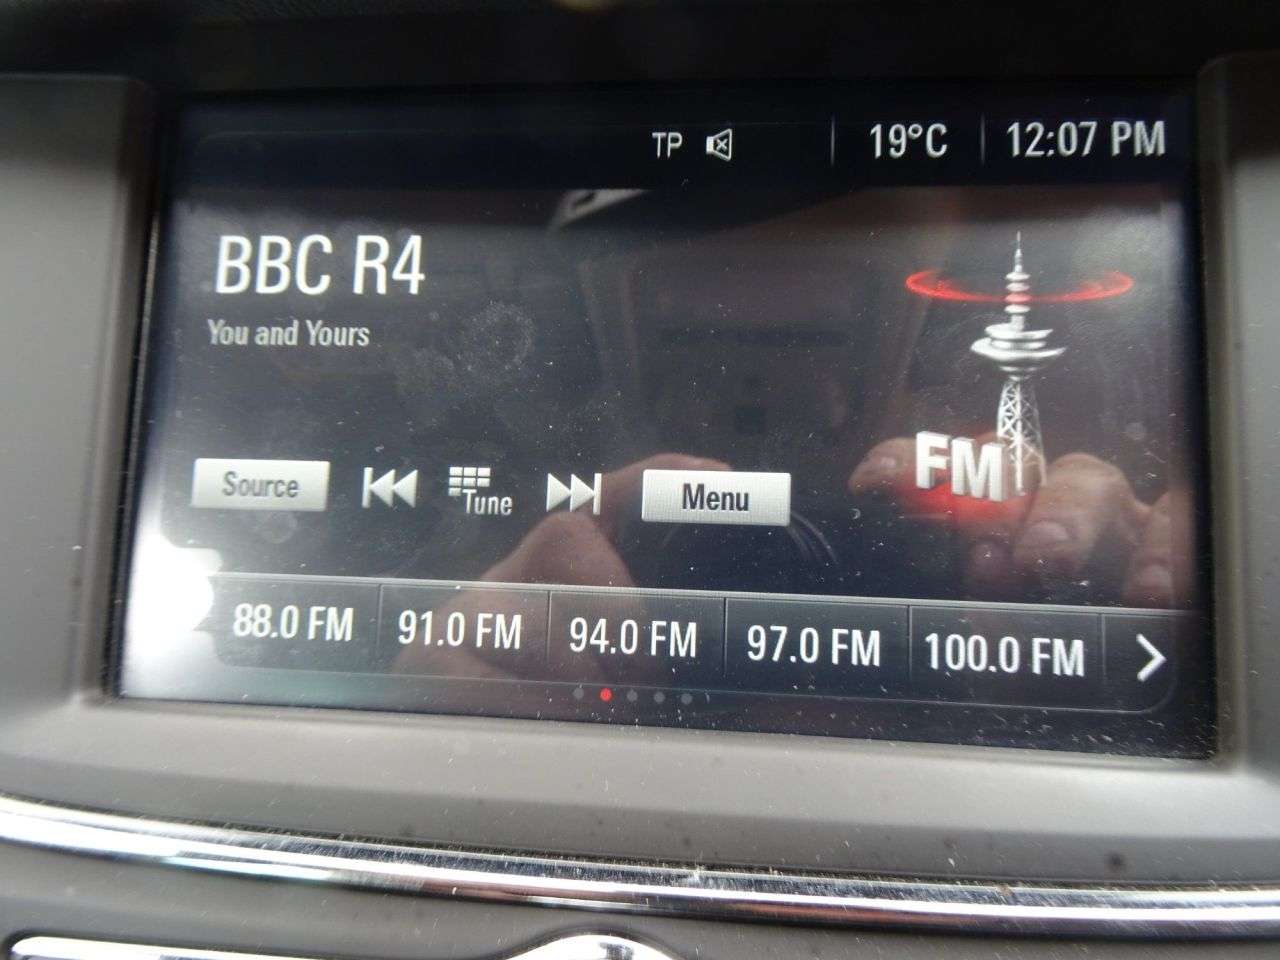 TP 19°C 12:07 PM
BBC R4
You and Yours
FM
Source Tune Menu
88.0 FM 91.0 FM 94.0 FM 97.0 FM 100.0 FM